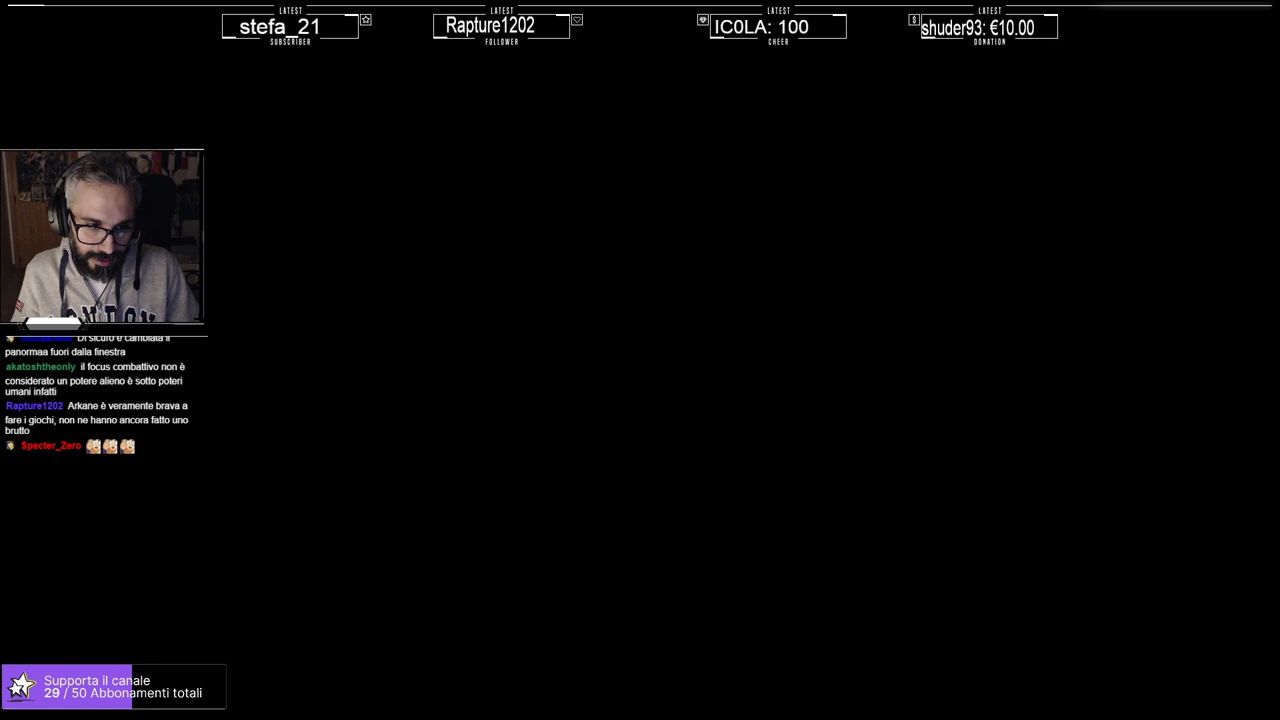 LATEST
stefa_21
SUBSCRIBER
LATEST
Rapture1202
FOLLOWER
LATEST
IC0LA: 100
CHEER
LATEST
shuder93: €10.00
DONATION
LONDON
Di sicuro è cambiata il
panormaa fuori dalla finestra
akatoshtheonly il focus combattivo non è
considerato un potere alieno è sotto poteri
umani infatti
Rapture1202 Arkane è veramente brava a
fare i giochi, non ne hanno ancora fatto uno
brutto
Specter_Zero
Supporta il canale
29 / 50 Abbonamenti totali